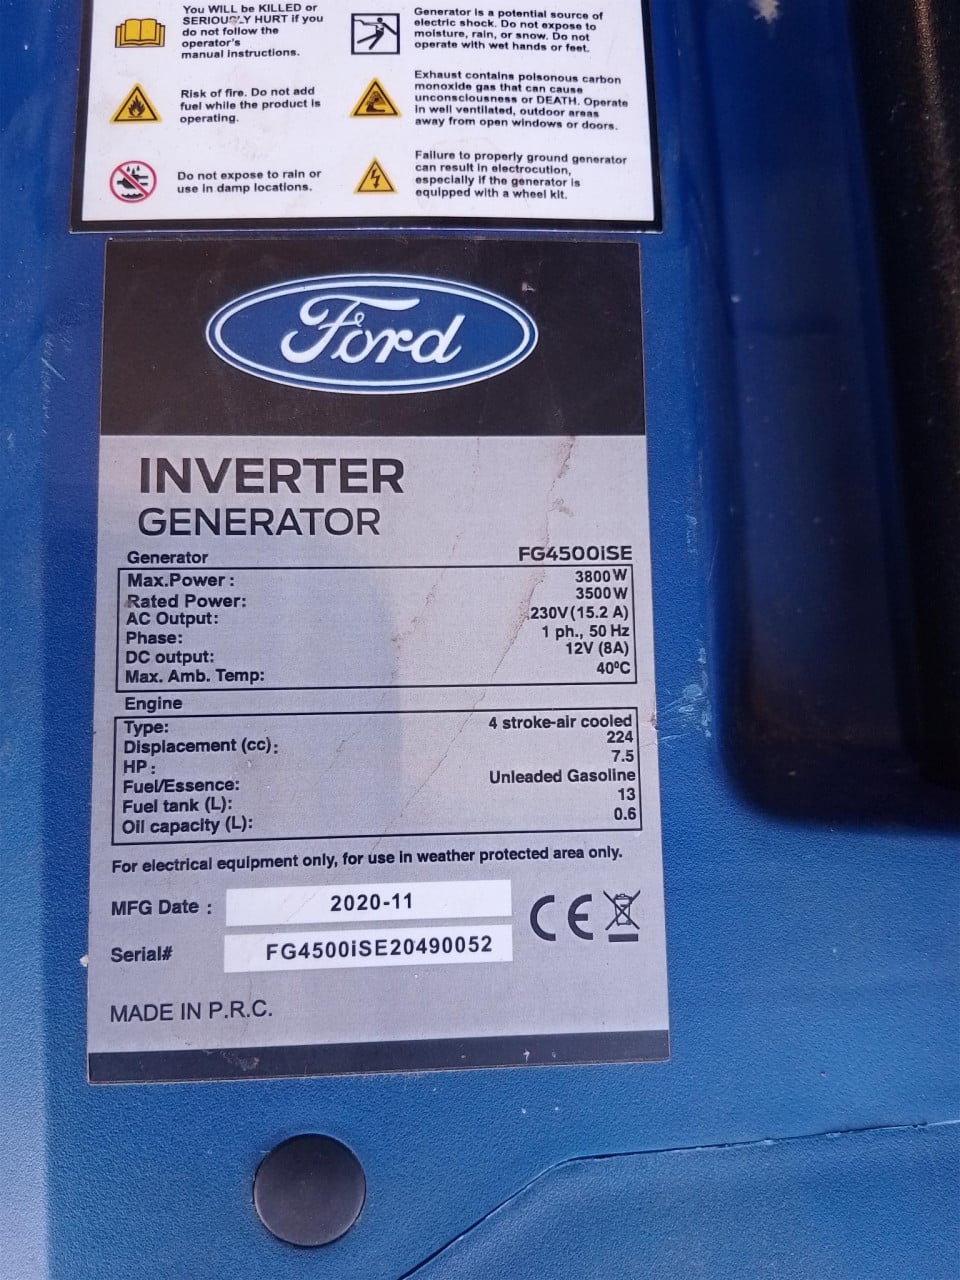 You WILL be KILLED or
SERIOUSLY HURT if you
do not follow the
operator's
manual instructions.
Generator is a potential source of
electric shock. Do not expose to
moisture, rain, or snow. Do not
operate with wet hands or feet.
Risk of fire. Do not add
fuel while the product is
operating.
Exhaust contains poisonous carbon
monoxide gas that can cause
unconsciousness or DEATH. Operate
in well ventilated, outdoor areas
away from open windows or doors.
Do not expose to rain or
use in damp locations.
Failure to properly ground generator
can result in electrocution,
especially if the generator is
equipped with a wheel kit.
Ford
INVERTER
GENERATOR
Generator FG4500iSE
Max.Power : 3800W
Rated Power: 3500W
AC Output: 230V(15.2 A)
Phase: 1 ph., 50 Hz
DC output: 12V (8A)
Max. Amb. Temp: 40ºC
Engine
Type: 4 stroke-air cooled
Displacement (cc): 224
HP : 7.5
Fuel/Essence: Unleaded Gasoline
Fuel tank (L): 13
Oil capacity (L): 0.6
For electrical equipment only, for use in weather protected area only.
MFG Date : 2020-11
CE
Serial# FG4500iSE20490052
MADE IN P.R.C.